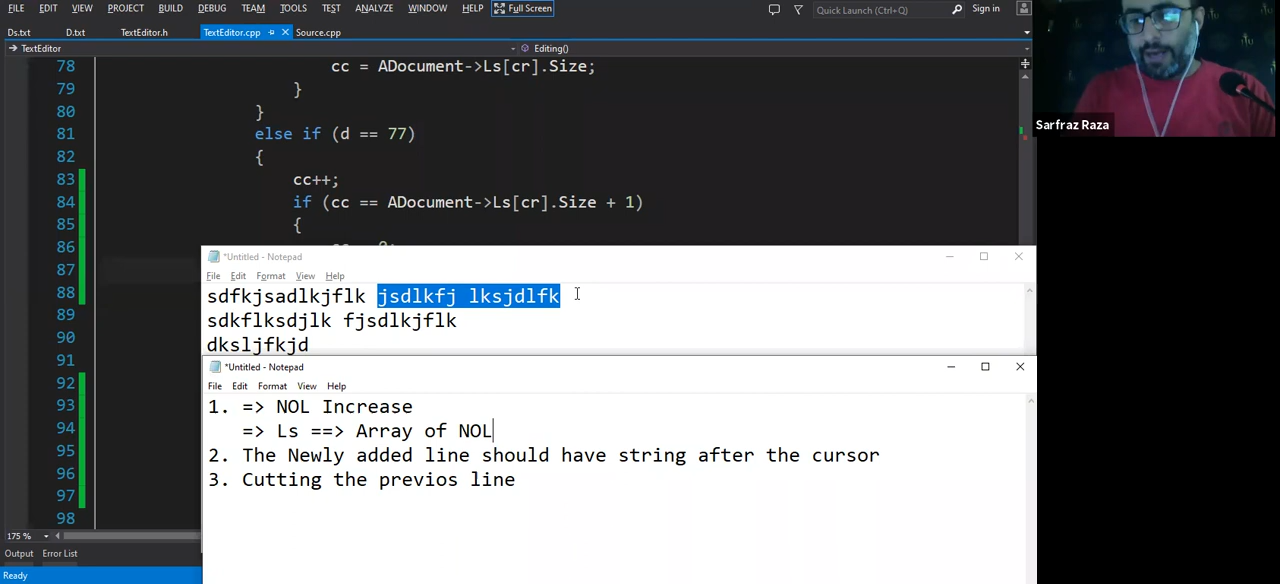 FILE EDIT VIEW PROJECT BUILD DEBUG TEAM TOOLS TEST ANALYZE WINDOW HELP Full Screen Quick Launch (Ctrl+Q) Sign in
Ds.txt D.txt TextEditor.h TextEditor.cpp Source.cpp
TextEditor Editing()
78 cc = ADocument->Ls[cr].Size;
79 }
80 }
81 else if (d == 77)
82 {
83 cc++;
84 if (cc == ADocument->Ls[cr].Size + 1)
85 {
86
87
88
89
90
91
92
93
94
95
96
97
98
*Untitled - Notepad
File Edit Format View Help
sdfkjsadlkjflk jsdlkfj lksjdlfk
sdkflksdjlk fjsdlkjflk
dksljfkjd
*Untitled - Notepad
File Edit Format View Help
1. => NOL Increase
=> Ls ==> Array of NOL
2. The Newly added line should have string after the cursor
3. Cutting the previos line
175 %
Output Error List
Ready
Sarfraz Raza